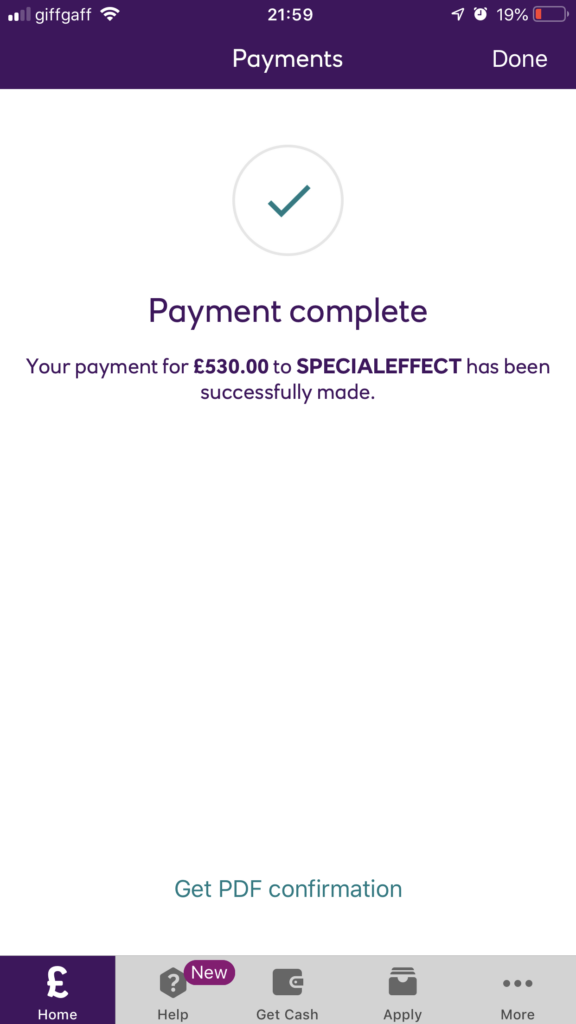 giffgaff 21:59 19%
Payments Done
Payment complete
Your payment for £530.00 to SPECIALEFFECT has been
successfully made.
Get PDF confirmation
£ ? New
Home Help Get Cash Apply More